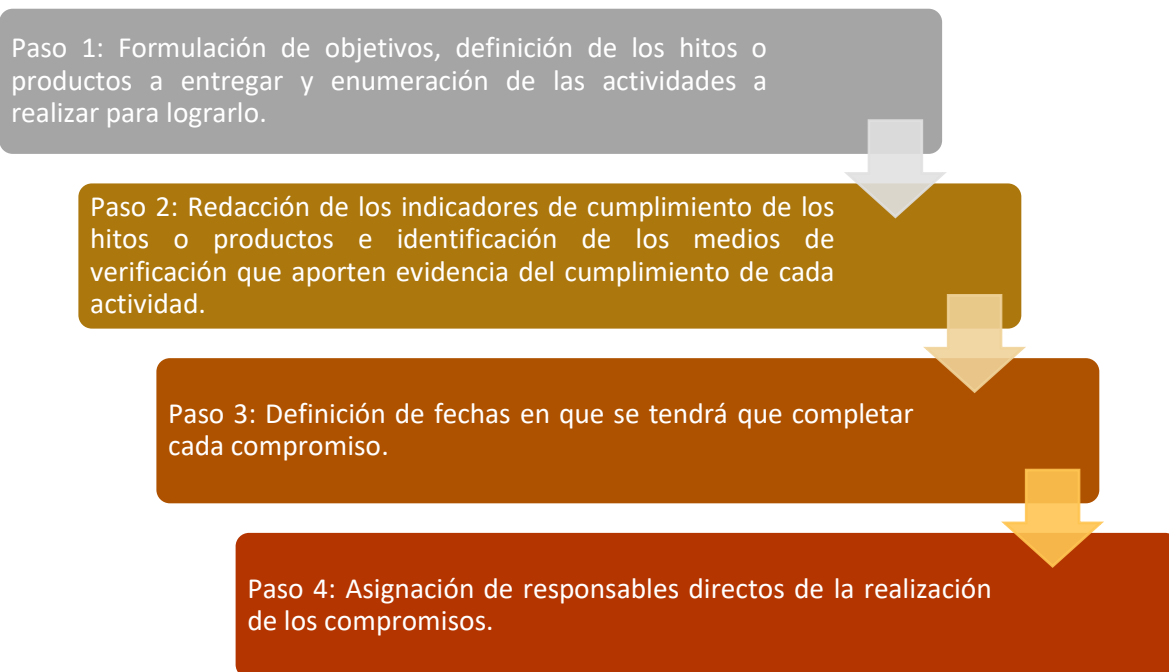 Paso 1: Formulación de objetivos, definición de los hitos o
productos a entregar y enumeración de las actividades a
realizar para lograrlo.
Paso 2: Redacción de los indicadores de cumplimiento de los
hitos o productos e identificación de los medios de
verificación que aporten evidencia del cumplimiento de cada
actividad.
Paso 3: Definición de fechas en que se tendrá que completar
cada compromiso.
Paso 4: Asignación de responsables directos de la realización
de los compromisos.